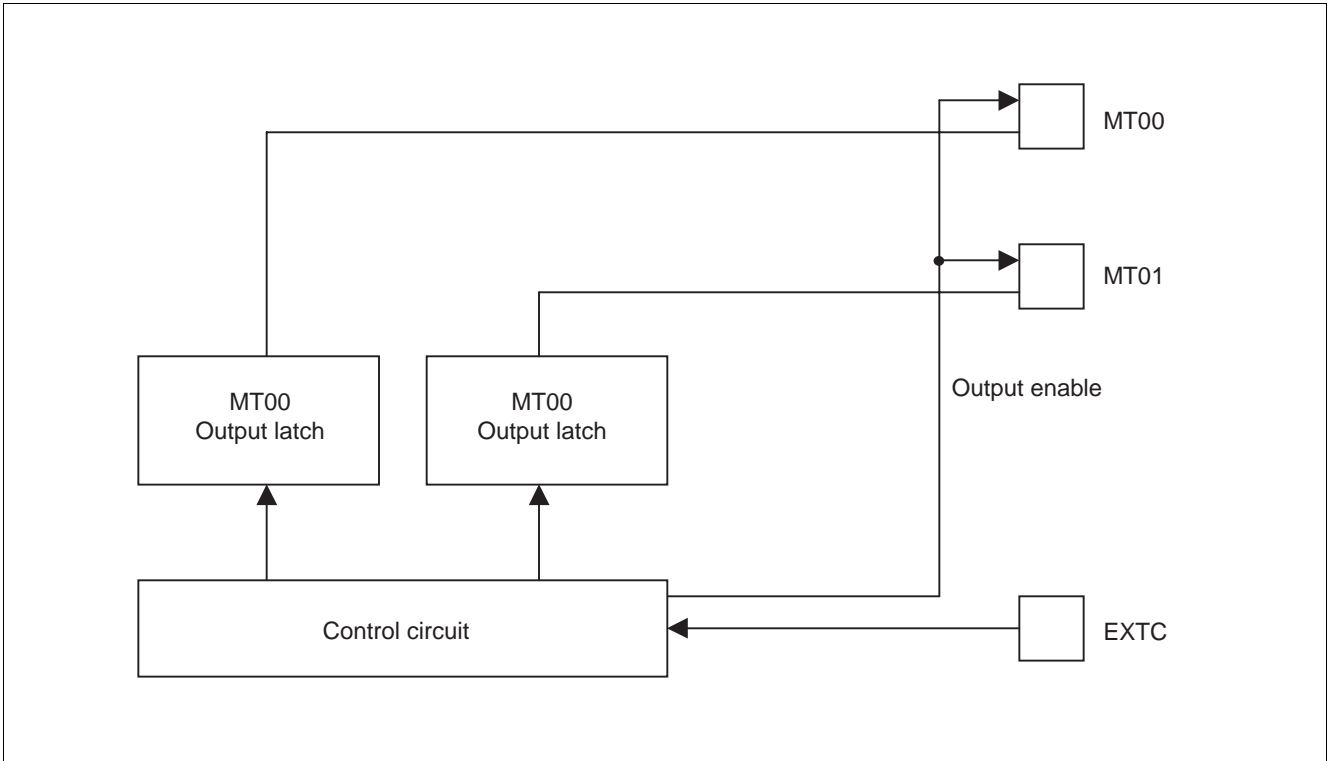 MT00
MT01
Output enable
MT00
Output latch
MT00
Output latch
Control circuit
EXTC